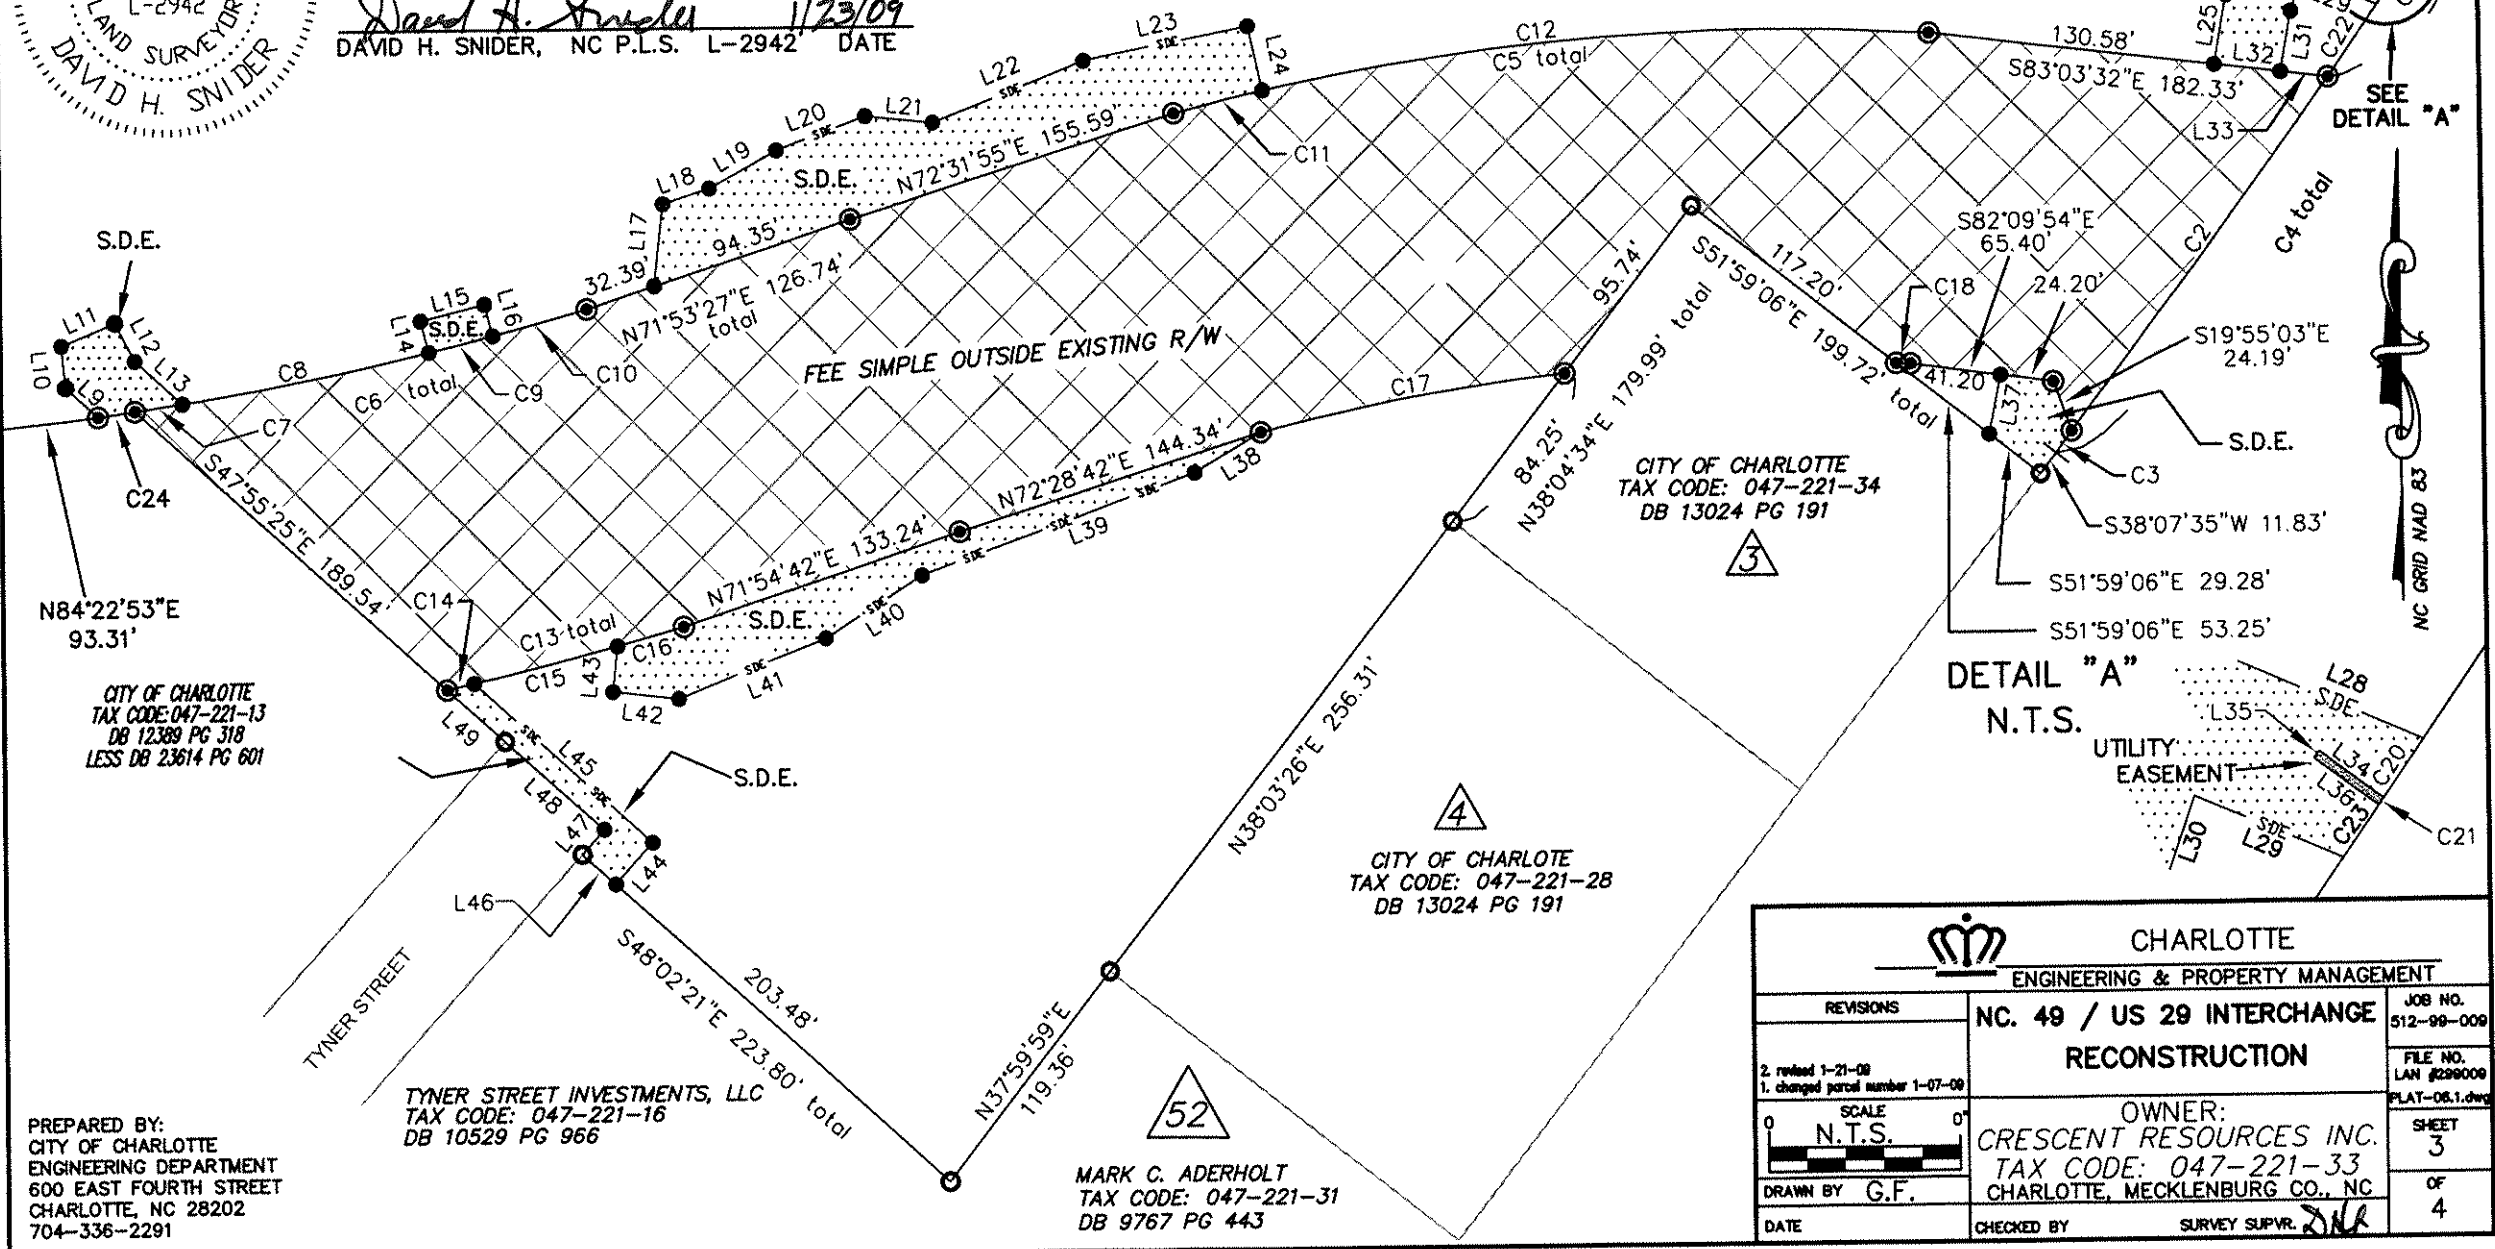 L-2942
LAND SURVEYOR
DAVID H. SNIDER
David H. Snider 1/23/09
DAVID H. SNIDER, NC P.L.S. L-2942 DATE
L23
SDE
L24
L22
SDE
L20
SDE
L21
L19
L18
L17
S.D.E.
N72°31'55"E 155.59'
C11
C12
C5 total
130.58'
S83°03'32"E 182.33'
L25
L32
L31
L29
C22
L33
SEE
DETAIL "A"
C4 total
C2
S.D.E.
L11
L12
L10
L9
L13
L15
L14
S.D.E.
L16
C8
C6 total
C9
C10
C7
C24
32.39'
94.35'
N71°53'27"E 126.74'
total
FEE SIMPLE OUTSIDE EXISTING R/W
C17
95.74'
84.25'
N38°04'34"E 179.99' total
117.20'
S51°59'06"E 199.72' total
S82°09'54"E
65.40'
C18
24.20'
41.20
L37
S19°55'03"E
24.19'
S.D.E.
C3
S38°07'35"W 11.83'
S51°59'06"E 29.28'
S51°59'06"E 53.25'
NC GRID NAD 83
CITY OF CHARLOTTE
TAX CODE: 047-221-34
DB 13024 PG 191
3
N84°22'53"E
93.31'
S47°55'25"E 189.54'
C14
C13 total
C15
C16
N71°54'42"E 133.24'
N72°28'42"E 144.34'
L38
SDE
L39
SDE
SDE
L40
SDE
S.D.E.
L41
SDE
L42
L43
CITY OF CHARLOTTE
TAX CODE: 047-221-13
DB 12389 PG 318
LESS DB 23614 PG 601
L49
SDE
L45
SDE
L48
L47
L44
L46
S.D.E.
TYNER STREET
S48°02'21"E 223.80' total
203.48'
N38°03'26"E 256.31'
N37°59'59"E
119.36'
4
CITY OF CHARLOTE
TAX CODE: 047-221-28
DB 13024 PG 191
DETAIL "A"
N.T.S.
L28
S.D.E.
L35
UTILITY
EASEMENT
L34
L36
C20
C23
C21
L30
SDE
L29
TYNER STREET INVESTMENTS, LLC
TAX CODE: 047-221-16
DB 10529 PG 966
52
MARK C. ADERHOLT
TAX CODE: 047-221-31
DB 9767 PG 443
PREPARED BY:
CITY OF CHARLOTTE
ENGINEERING DEPARTMENT
600 EAST FOURTH STREET
CHARLOTTE, NC 28202
704-336-2291
CHARLOTTE
ENGINEERING & PROPERTY MANAGEMENT
REVISIONS
2. revised 1-21-09
1. changed parcel number 1-07-09
NC. 49 / US 29 INTERCHANGE
RECONSTRUCTION
JOB NO.
512-99-009
FILE NO.
LAN #299009
PLAT-06.1.dwg
SCALE
0 0"
N.T.S.
OWNER:
CRESCENT RESOURCES INC.
TAX CODE: 047-221-33
CHARLOTTE, MECKLENBURG CO., NC
SHEET
3
OF
4
DRAWN BY G.F.
DATE
CHECKED BY
SURVEY SUPVR.